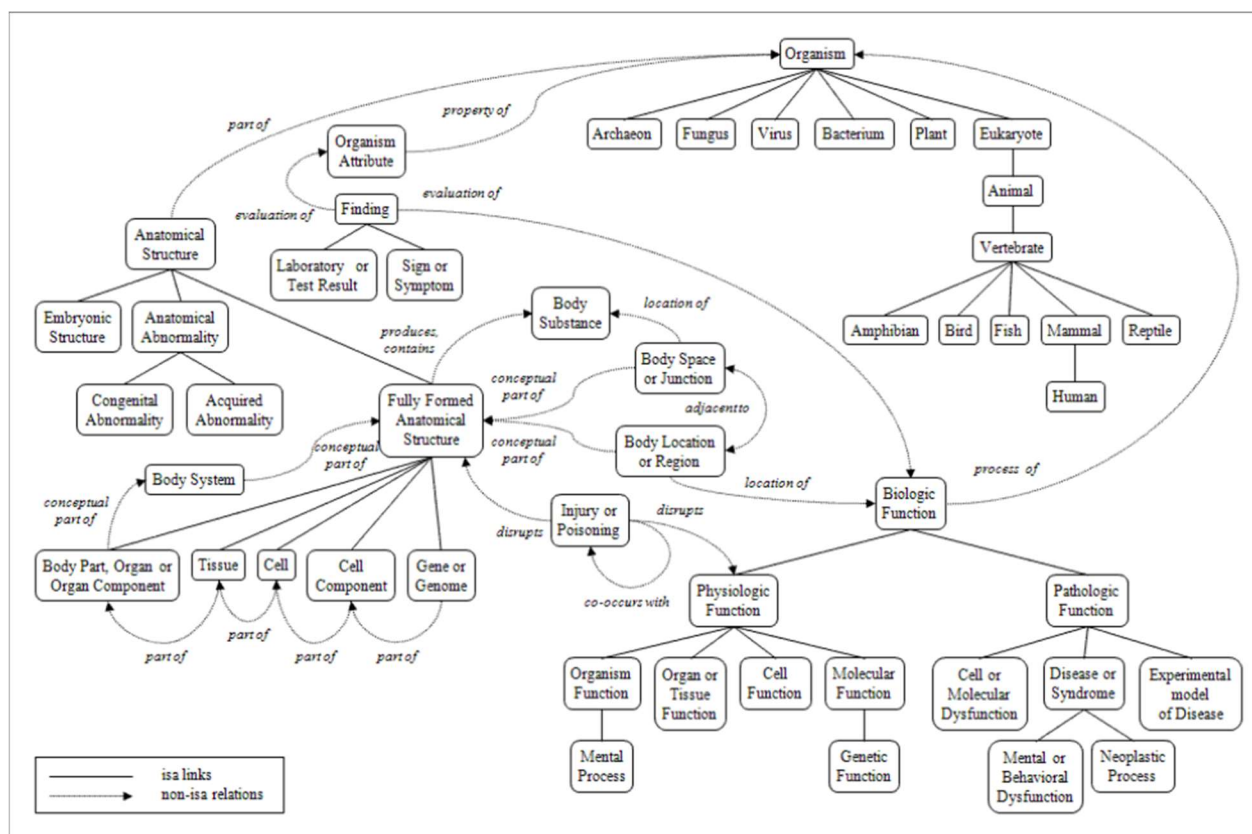 Organism
part of
property of
Archaeon
Fungus
Virus
Bacterium
Plant
Eukaryote
Organism
Attribute
evaluation of
evaluation of
Finding
Animal
Anatomical
Structure
Laboratory or
Test Result
Sign or
Symptom
Vertebrate
Embryonic
Structure
Anatomical
Abnormality
Body
Substance
location of
Amphibian
Bird
Fish
Mammal
Reptile
produces,
contains
Body Space
or Junction
Congenital
Abnormality
Acquired
Abnormality
Fully Formed
Anatomical
Structure
conceptual
part of
adjacent to
Human
conceptual
part of
Body Location
or Region
conceptual
part of
Body System
location of
process of
Biologic
Function
conceptual
part of
Injury or
Poisoning
disrupts
disrupts
Body Part, Organ or
Organ Component
Tissue
Cell
Cell
Component
Gene or
Genome
co-occurs with
Physiologic
Function
Pathologic
Function
part of
part of
part of
part of
Organism
Function
Organ or
Tissue
Function
Cell
Function
Molecular
Function
Cell or
Molecular
Dysfunction
Disease or
Syndrome
Experimental
model
of Disease
Mental
Process
Genetic
Function
Mental or
Behavioral
Dysfunction
Neoplastic
Process
isa links
non-isa relations